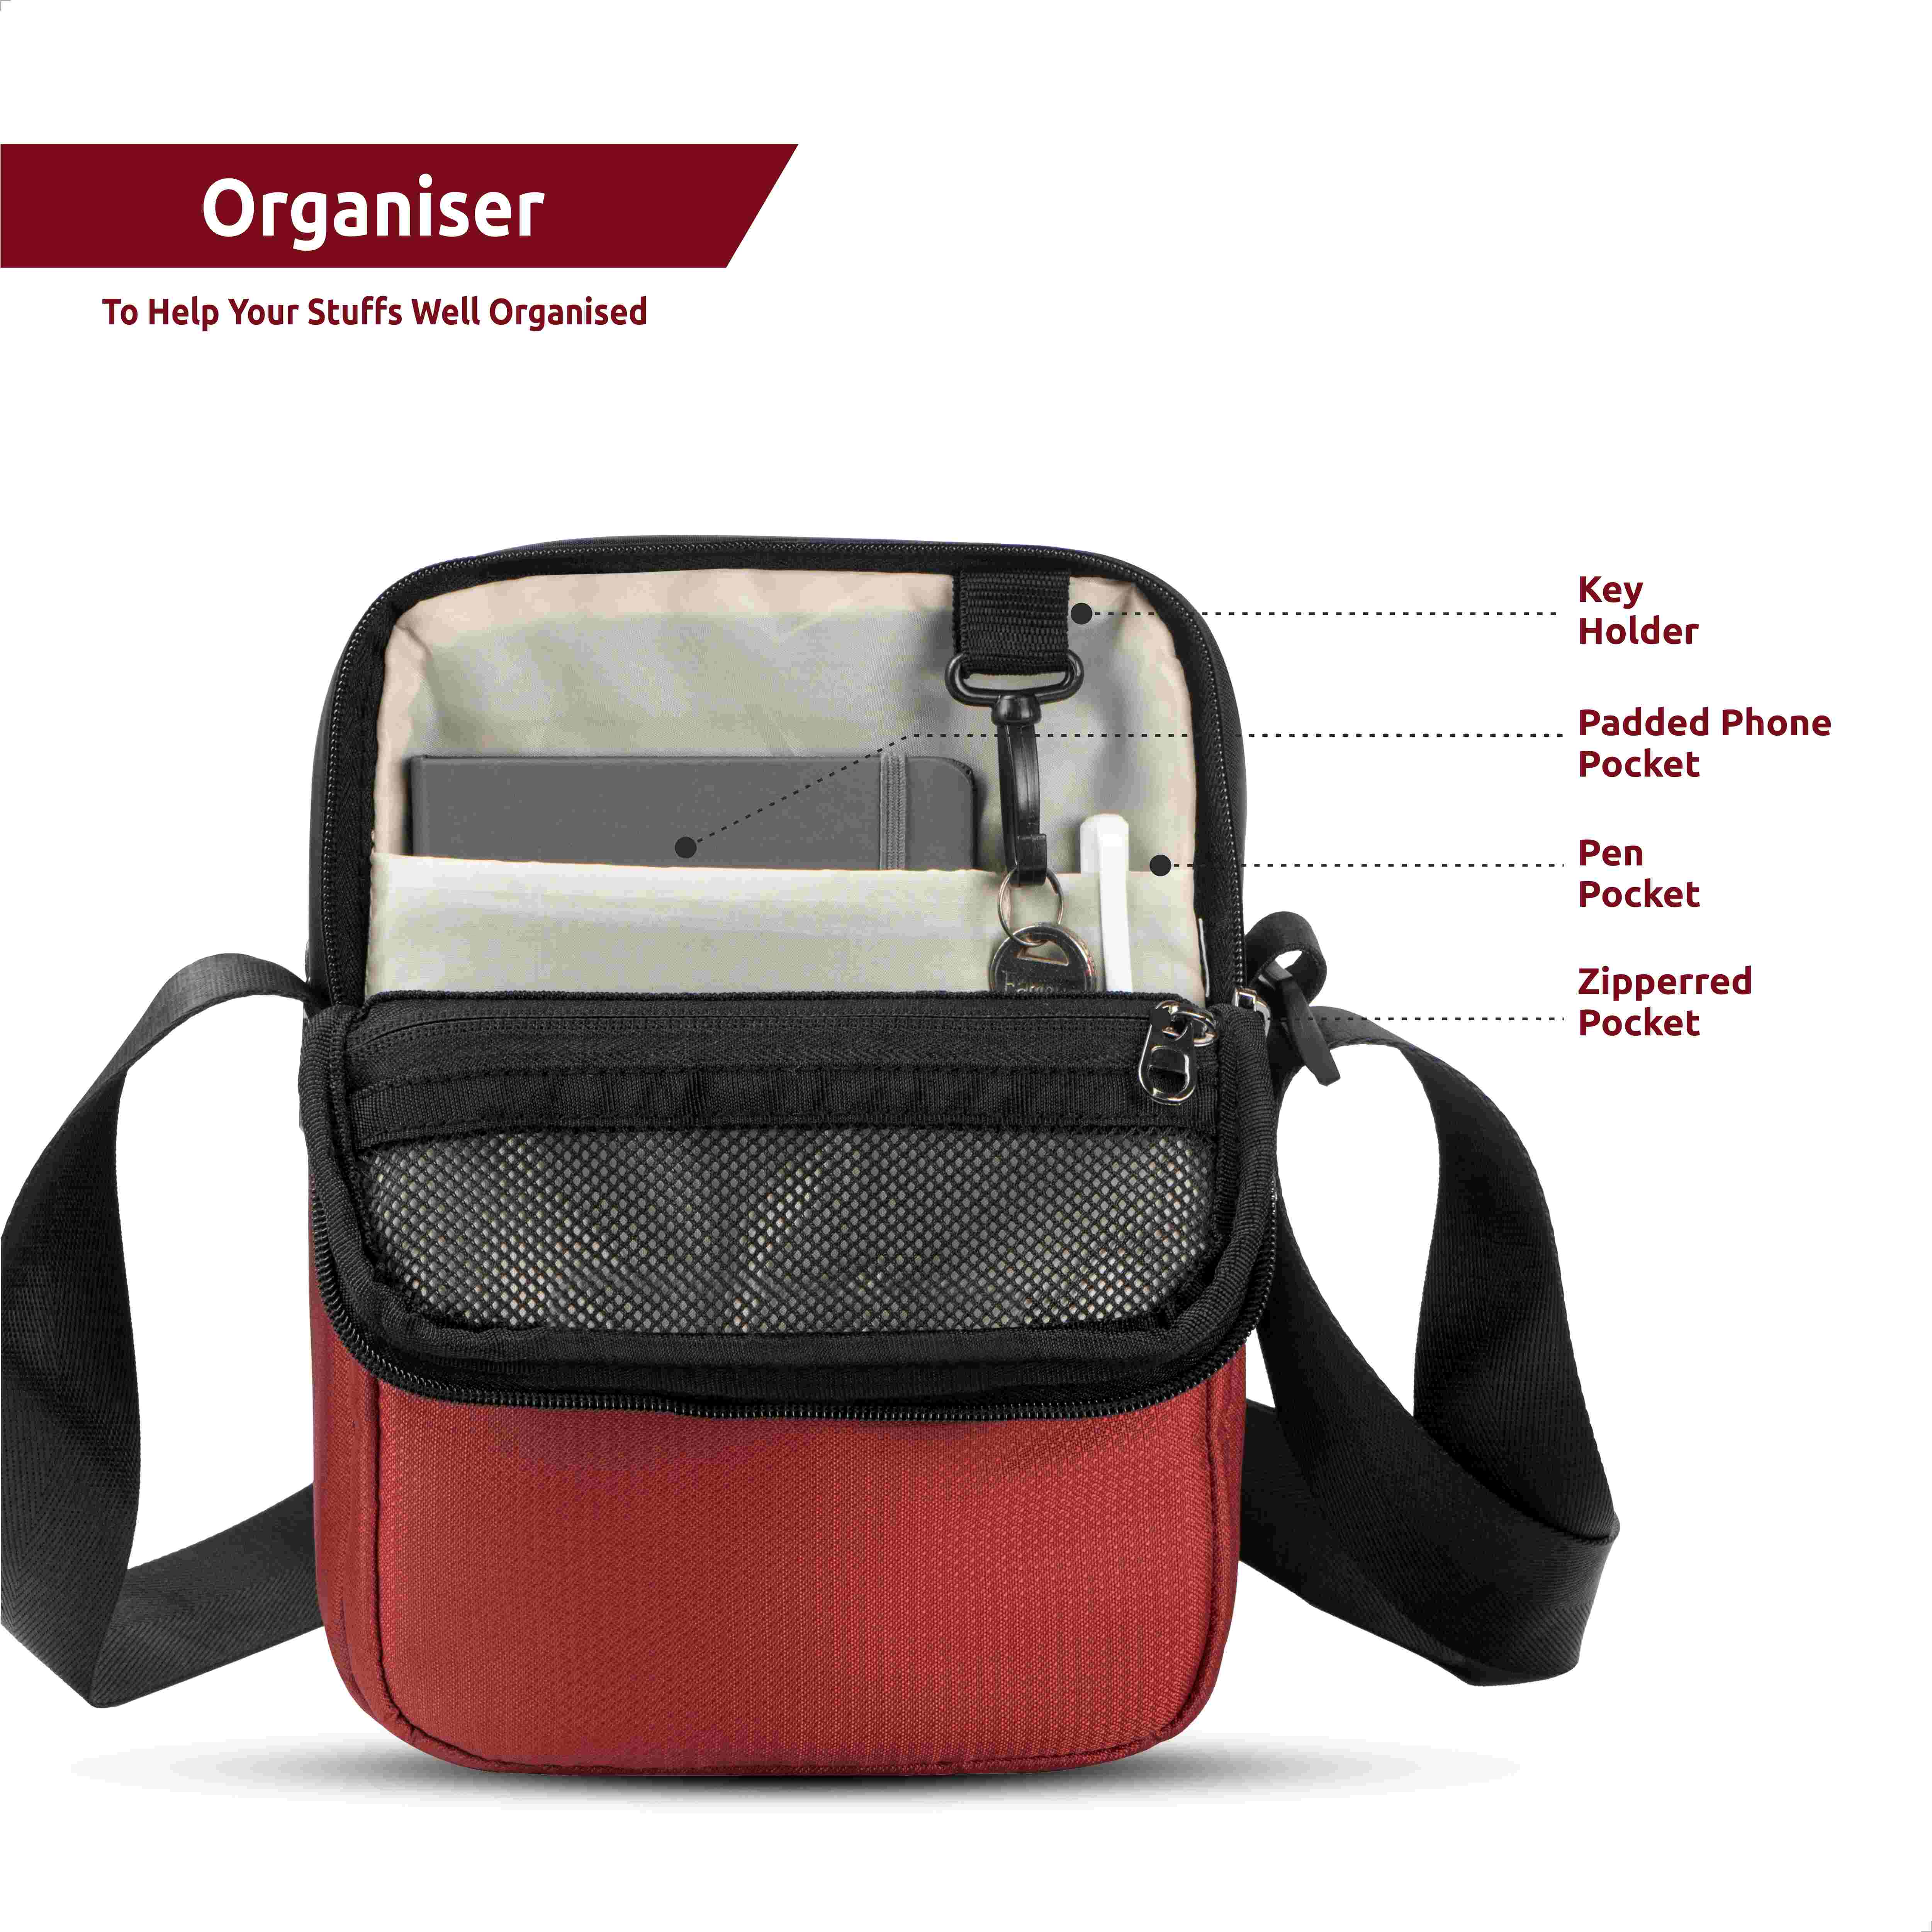 Organiser
To Help Your Stuffs Well Organised
Key
Holder
Padded Phone
Pocket
Pen
Pocket
Zipperred
Pocket